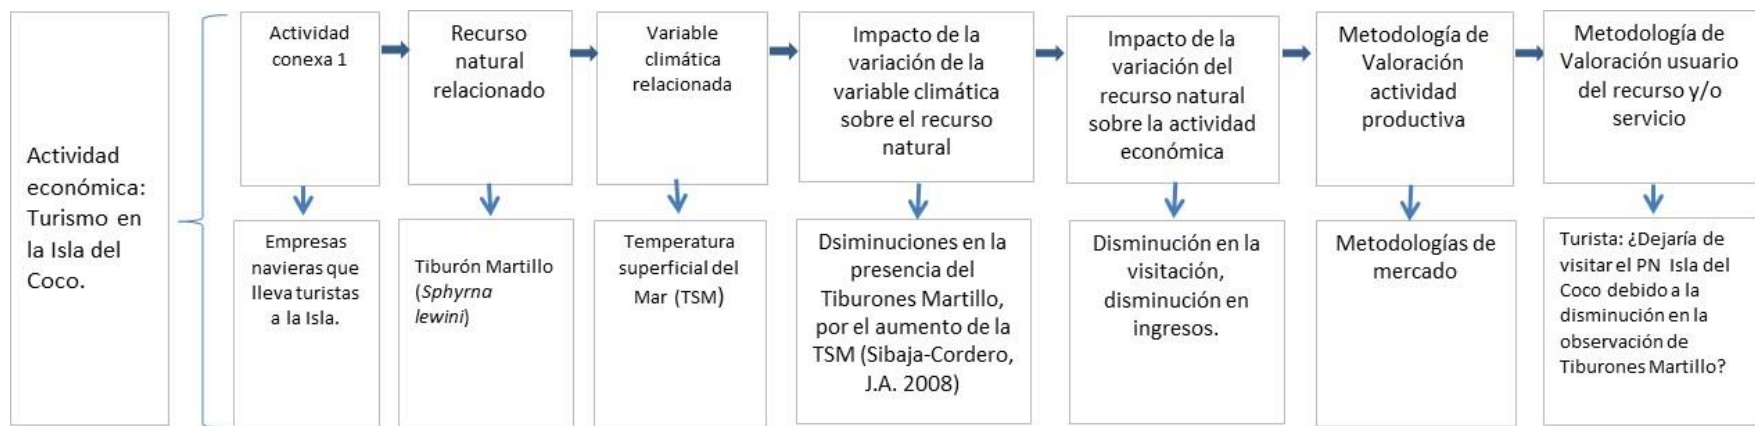 Actividad
económica:
Turismo en
la Isla del
Coco.
Actividad
conexa 1
Recurso
natural
relacionado
Variable
climática
relacionada
Impacto de la
variación de la
variable climática
sobre el recurso
natural
Impacto de la
variación del
recurso natural
sobre la actividad
económica
Metodología de
Valoración
actividad
productiva
Metodología de
Valoración usuario
del recurso y/o
servicio
Empresas
navieras que
lleva turistas
a la Isla.
Tiburón Martillo
(Sphyrna
lewini)
Temperatura
superficial del
Mar (TSM)
Dsiminuciones en la
presencia del
Tiburones Martillo,
por el aumento de la
TSM (Sibaja-Cordero,
J.A. 2008)
Disminución en la
visitación,
disminución en
ingresos.
Metodologías de
mercado
Turista: ¿Dejaría de
visitar el PN Isla del
Coco debido a la
disminución en la
observación de
Tiburones Martillo?